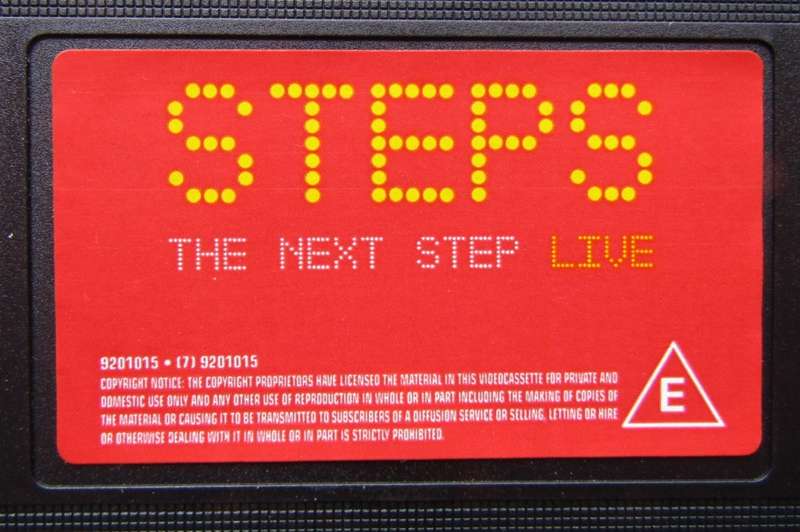 STEPS
THE NEXT STEP LIVE
9201015 • (7) 9201015
COPYRIGHT NOTICE: THE COPYRIGHT PROPRIETORS HAVE LICENSED THE MATERIAL IN THIS VIDEOCASSETTE FOR PRIVATE AND
DOMESTIC USE ONLY AND ANY OTHER USE OF REPRODUCTION IN WHOLE OR IN PART INCLUDING THE MAKING OF COPIES OF
THE MATERIAL OR CAUSING IT TO BE TRANSMITTED TO SUBSCRIBERS OF A DIFFUSION SERVICE OR SELLING, LETTING OR HIRE
OR OTHERWISE DEALING WITH IT IN WHOLE OR IN PART IS STRICTLY PROHIBITED.
E